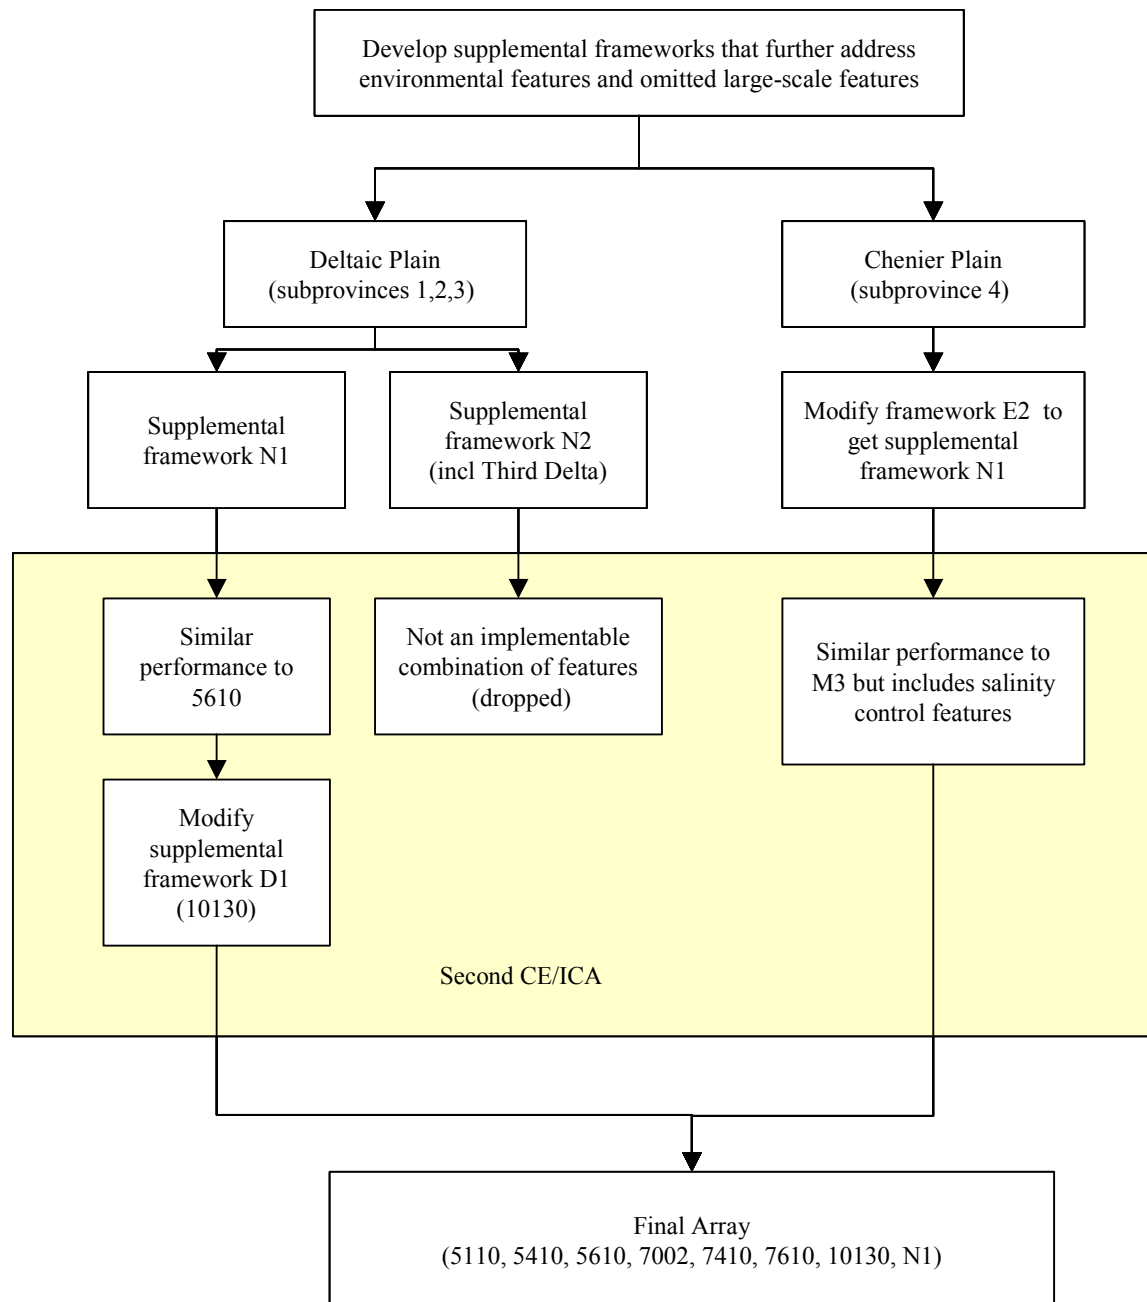 Develop supplemental frameworks that further address
environmental features and omitted large-scale features
Deltaic Plain
(subprovinces 1,2,3)
Chenier Plain
(subprovince 4)
Supplemental
framework N1
Supplemental
framework N2
(incl Third Delta)
Modify framework E2 to
get supplemental
framework N1
Similar
performance to
5610
Not an implementable
combination of features
(dropped)
Similar performance to
M3 but includes salinity
control features
Modify
supplemental
framework D1
(10130)
Second CE/ICA
Final Array
(5110, 5410, 5610, 7002, 7410, 7610, 10130, N1)